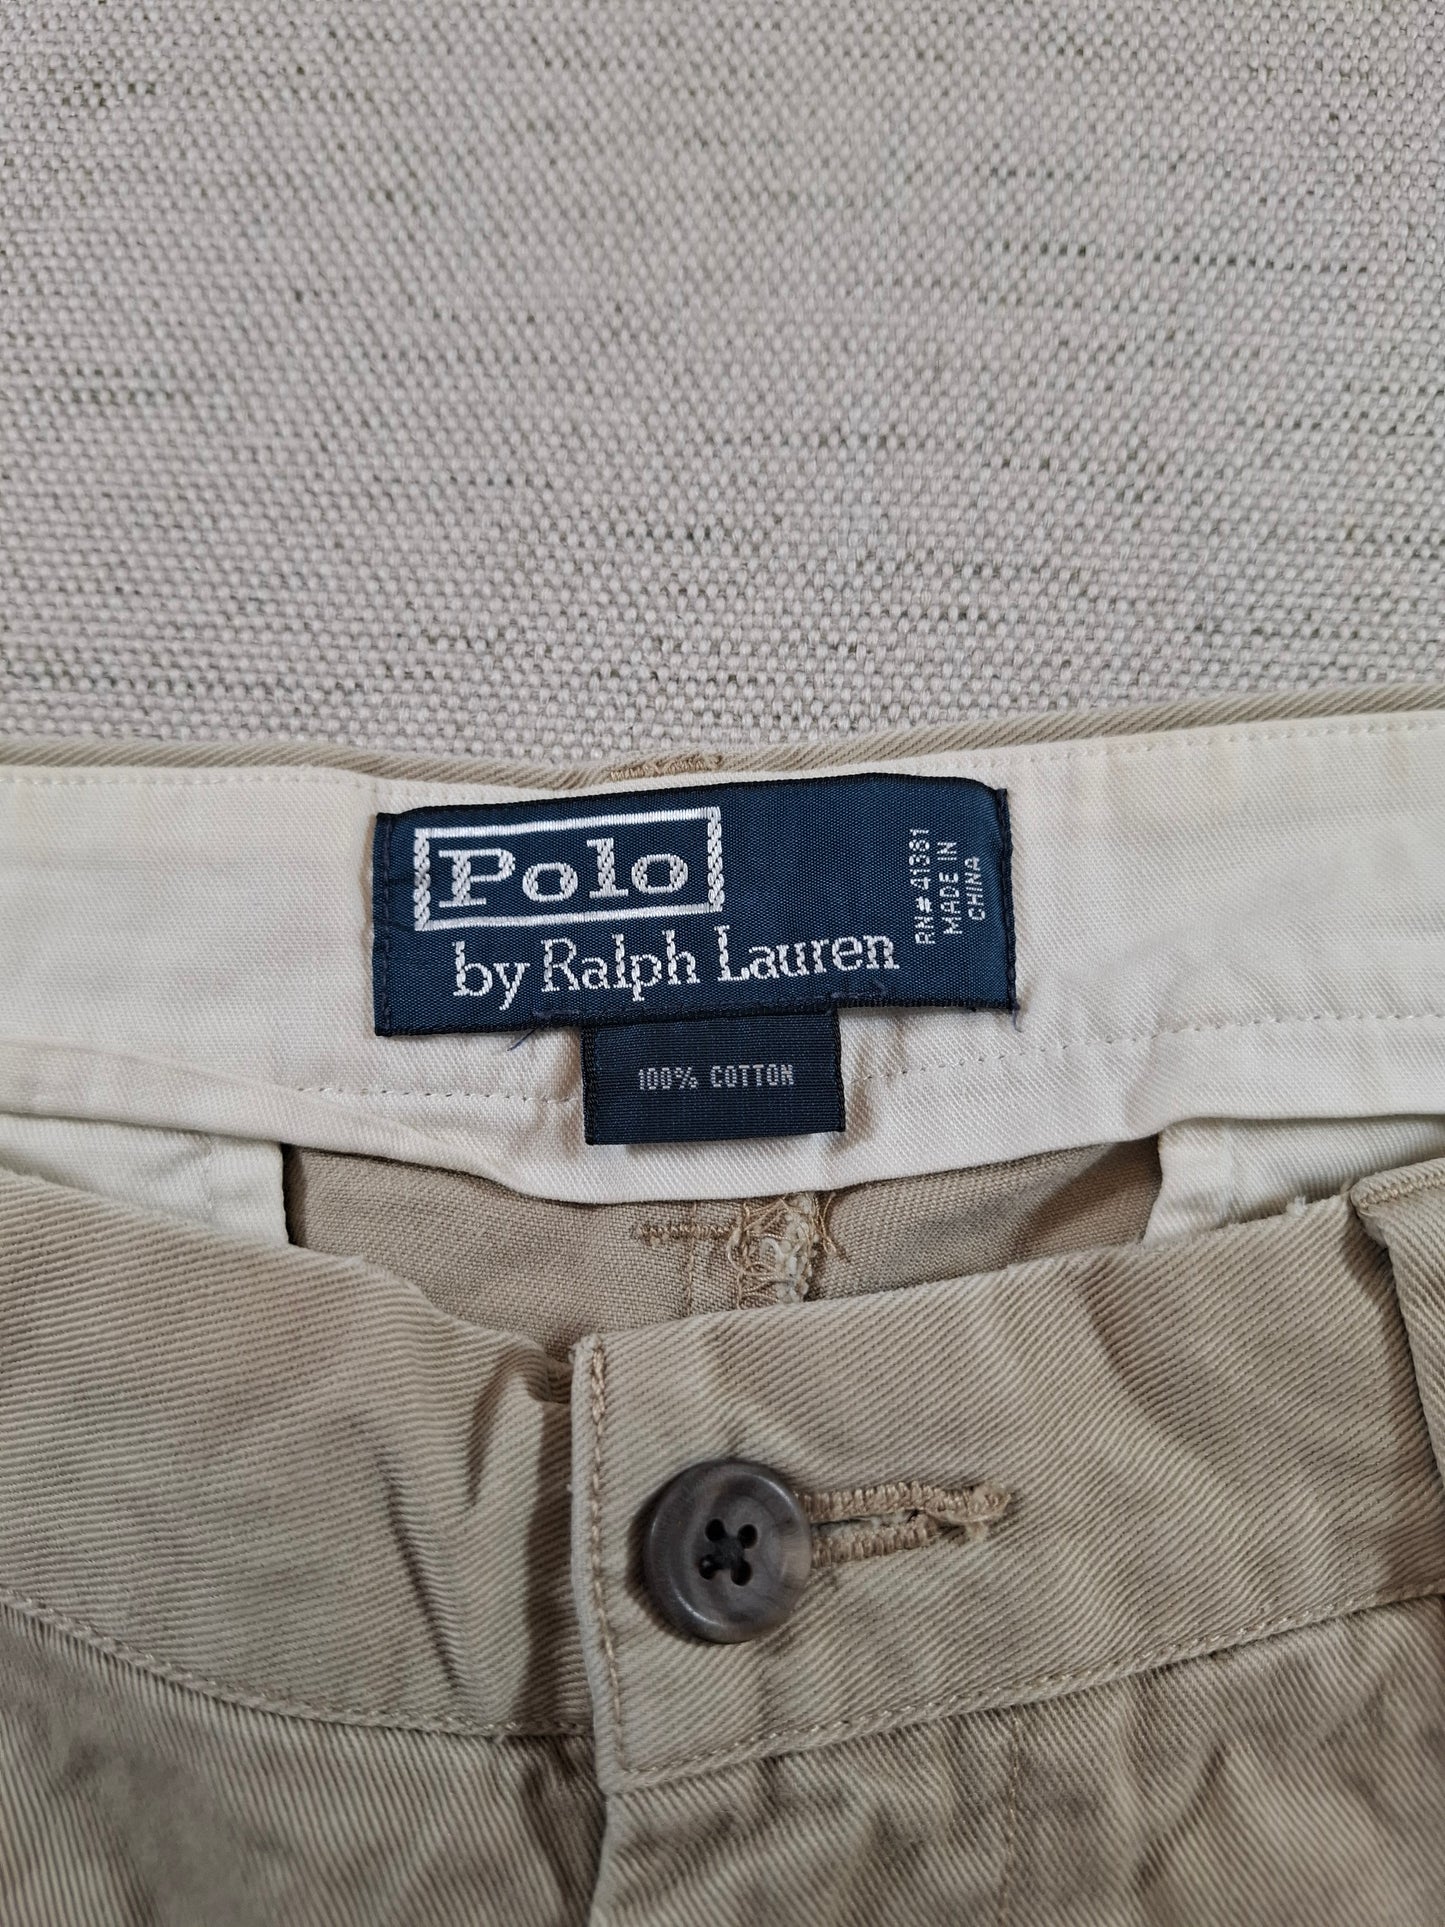 Polo
by Ralph Lauren
RN# 41381
MADE IN
CHINA
100% COTTON